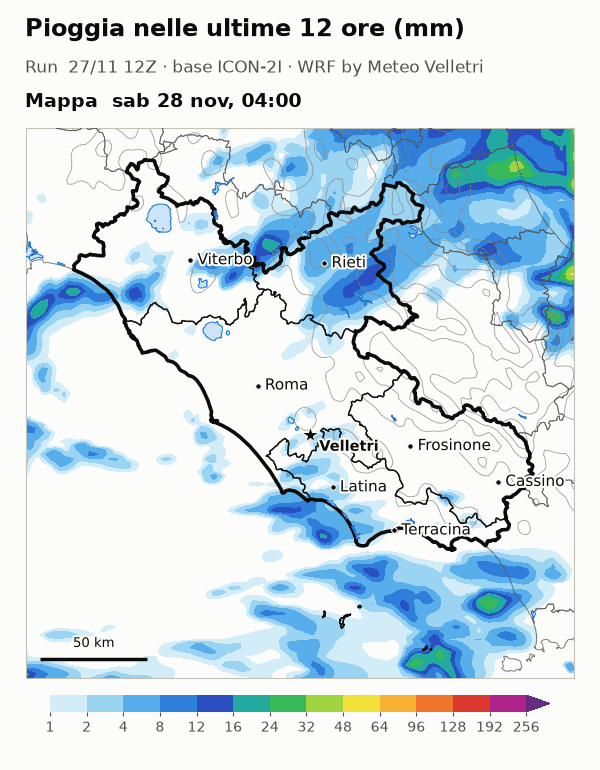 Pioggia nelle ultime 12 ore (mm)
Run  27/11 12Z · base ICON-2I · WRF by Meteo Velletri
Mappa  sab 28 nov, 04:00
Viterbo
Rieti
Roma
Velletri
Frosinone
Latina
Cassino
Terracina
50 km
1 2 4 8 12 16 24 32 48 64 96 128 192 256